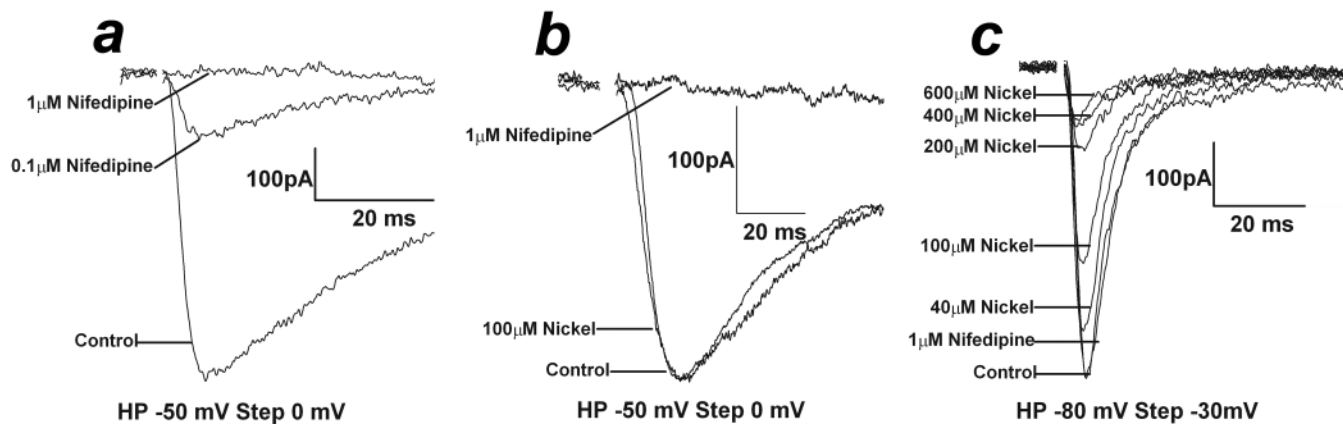 a
1μM Nifedipine
0.1μM Nifedipine
100pA
20 ms
Control
HP -50 mV Step 0 mV
b
1μM Nifedipine
100pA
20 ms
100μM Nickel
Control
HP -50 mV Step 0 mV
c
600μM Nickel
400μM Nickel
200μM Nickel
100pA
20 ms
100μM Nickel
40μM Nickel
1μM Nifedipine
Control
HP -80 mV Step -30mV